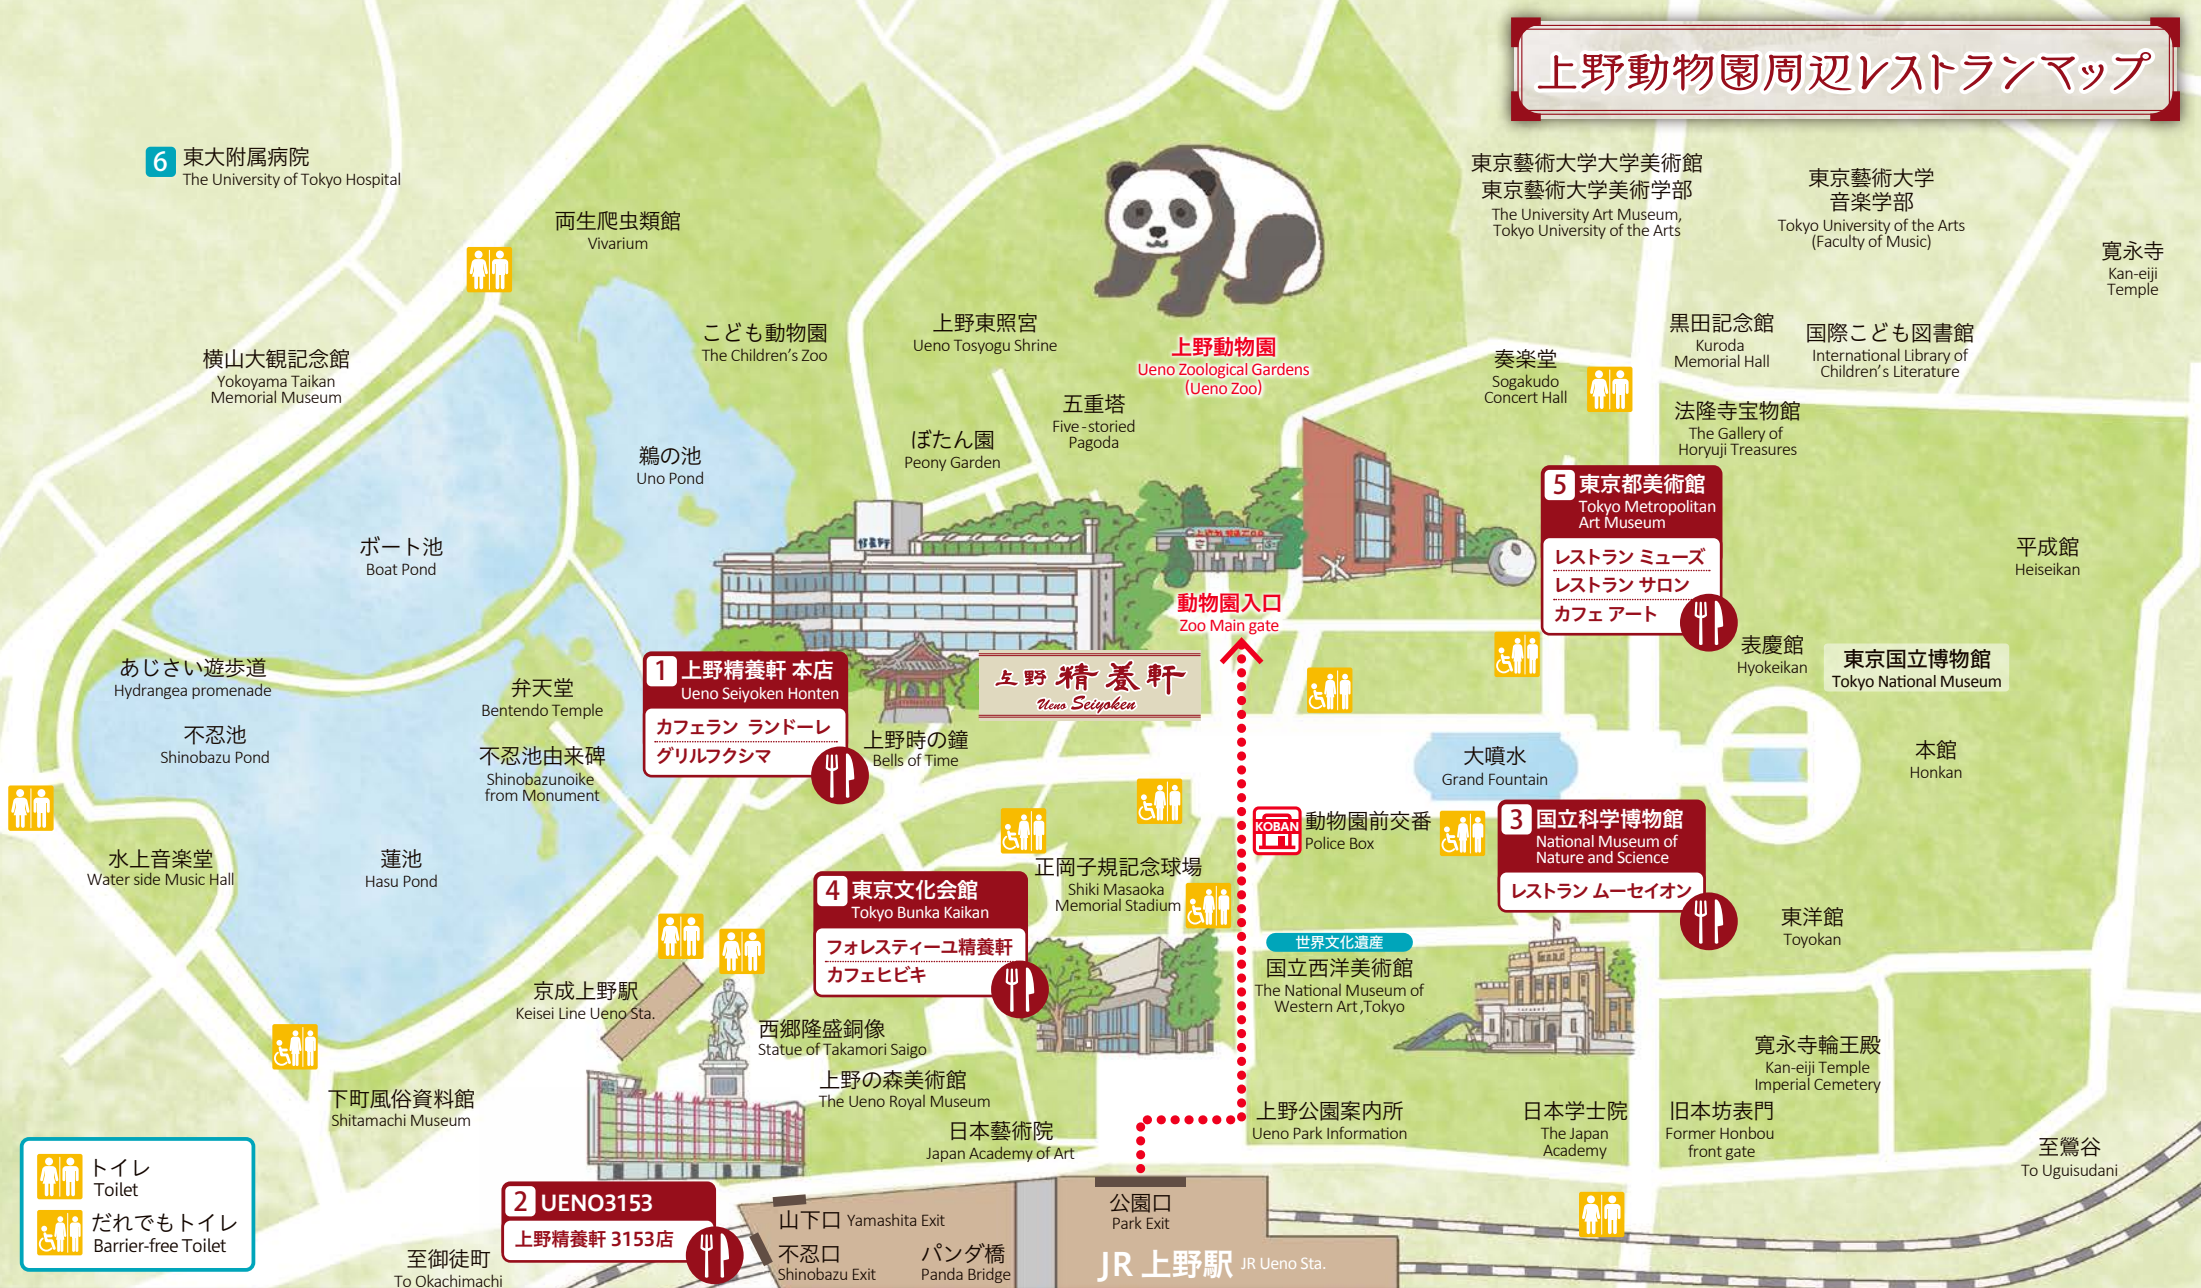 上野動物園周辺レストランマップ
6 東大附属病院
The University of Tokyo Hospital
両生爬虫類館
Vivarium
東京藝術大学大学美術館
東京藝術大学美術学部
The University Art Museum,
Tokyo University of the Arts
東京藝術大学
音楽学部
Tokyo University of the Arts
(Faculty of Music)
寛永寺
Kan-eiji
Temple
横山大観記念館
Yokoyama Taikan
Memorial Museum
こども動物園
The Children's Zoo
上野東照宮
Ueno Tosyogu Shrine
上野動物園
Ueno Zoological Gardens
(Ueno Zoo)
奏楽堂
Sogakudo
Concert Hall
黒田記念館
Kuroda
Memorial Hall
国際こども図書館
International Library of
Children's Literature
五重塔
Five-storied
Pagoda
ぼたん園
Peony Garden
法隆寺宝物館
The Gallery of
Horyuji Treasures
鵜の池
Uno Pond
ボート池
Boat Pond
5 東京都美術館
Tokyo Metropolitan
Art Museum
レストラン ミューズ
レストラン サロン
カフェ アート
平成館
Heiseikan
動物園入口
Zoo Main gate
表慶館
Hyokeikan
東京国立博物館
Tokyo National Museum
あじさい遊歩道
Hydrangea promenade
弁天堂
Bentendo Temple
1 上野精養軒 本店
Ueno Seiyoken Honten
カフェラン ランドーレ
グリルフクシマ
上野 精養軒
Ueno Seiyoken
不忍池
Shinobazu Pond
不忍池由来碑
Shinobazunoike
from Monument
上野時の鐘
Bells of Time
大噴水
Grand Fountain
本館
Honkan
KOBAN
動物園前交番
Police Box
3 国立科学博物館
National Museum of
Nature and Science
レストラン ムーセイオン
水上音楽堂
Water side Music Hall
蓮池
Hasu Pond
正岡子規記念球場
Shiki Masaoka
Memorial Stadium
4 東京文化会館
Tokyo Bunka Kaikan
フォレスティーユ精養軒
カフェヒビキ
東洋館
Toyokan
世界文化遺産
国立西洋美術館
The National Museum of
Western Art ,Tokyo
京成上野駅
Keisei Line Ueno Sta.
西郷隆盛銅像
Statue of Takamori Saigo
寛永寺輪王殿
Kan-eiji Temple
Imperial Cemetery
上野の森美術館
The Ueno Royal Museum
下町風俗資料館
Shitamachi Museum
日本藝術院
Japan Academy of Art
上野公園案内所
Ueno Park Information
日本学士院
The Japan
Academy
旧本坊表門
Former Honbou
front gate
至鶯谷
To Uguisudani
トイレ
Toilet
だれでもトイレ
Barrier-free Toilet
2 UENO3153
上野精養軒 3153店
山下口 Yamashita Exit
不忍口
Shinobazu Exit
パンダ橋
Panda Bridge
公園口
Park Exit
JR 上野駅 JR Ueno Sta.
至御徒町
To Okachimachi